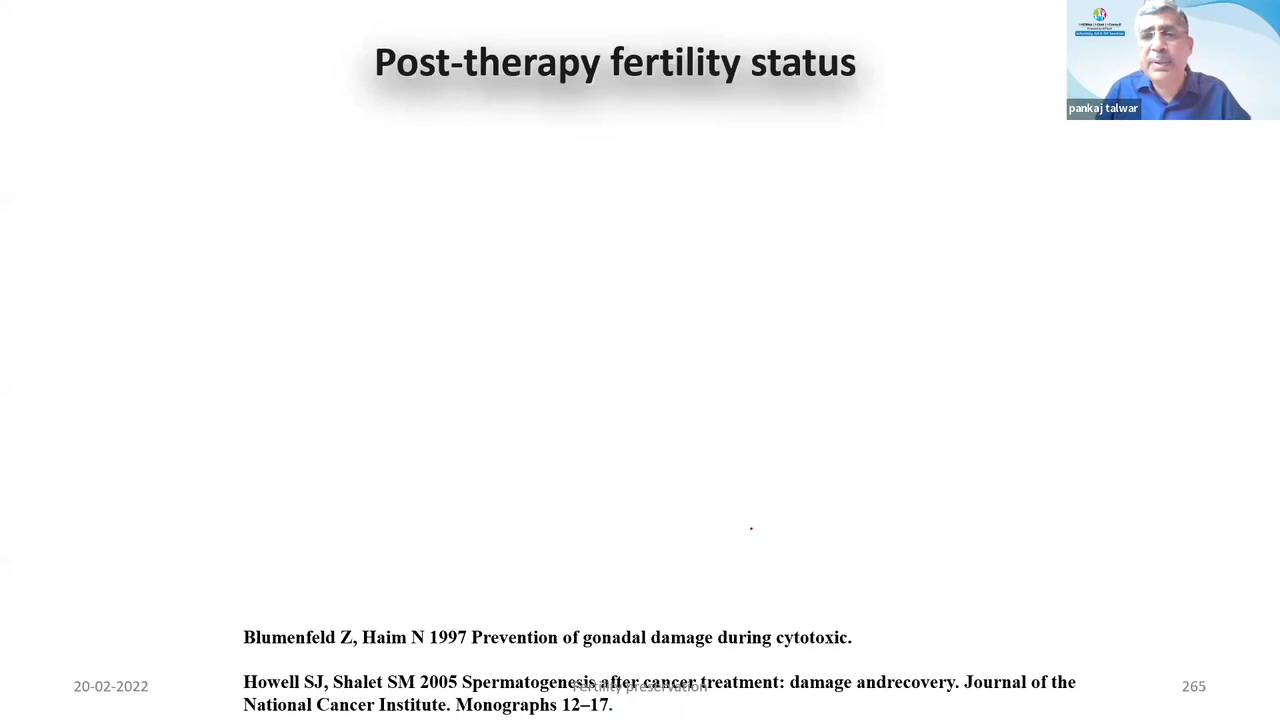 Post-therapy fertility status
pankaj talwar
Blumenfeld Z, Haim N 1997 Prevention of gonadal damage during cytotoxic.
Howell SJ, Shalet SM 2005 Spermatogenesis after cancer treatment: damage andrecovery. Journal of the
National Cancer Institute. Monographs 12–17.
20-02-2022
Fertility preservation
265